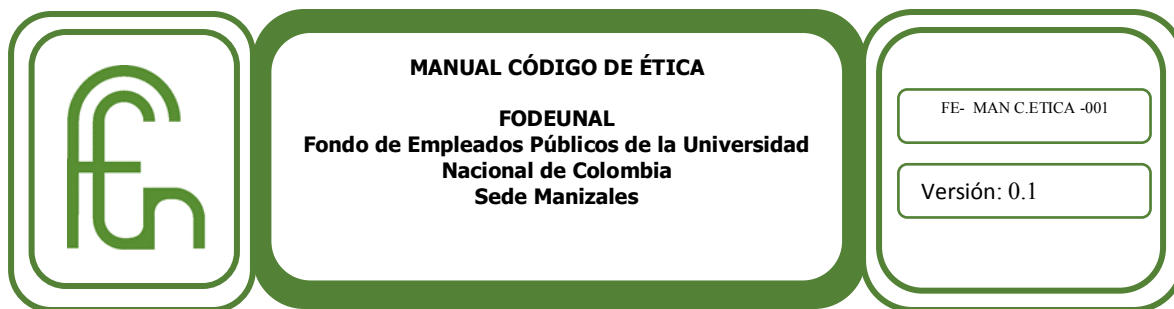 MANUAL CÓDIGO DE ÉTICA
FODEUNAL
Fondo de Empleados Públicos de la Universidad
Nacional de Colombia
Sede Manizales
FE- MAN C.ETICA -001
Versión: 0.1